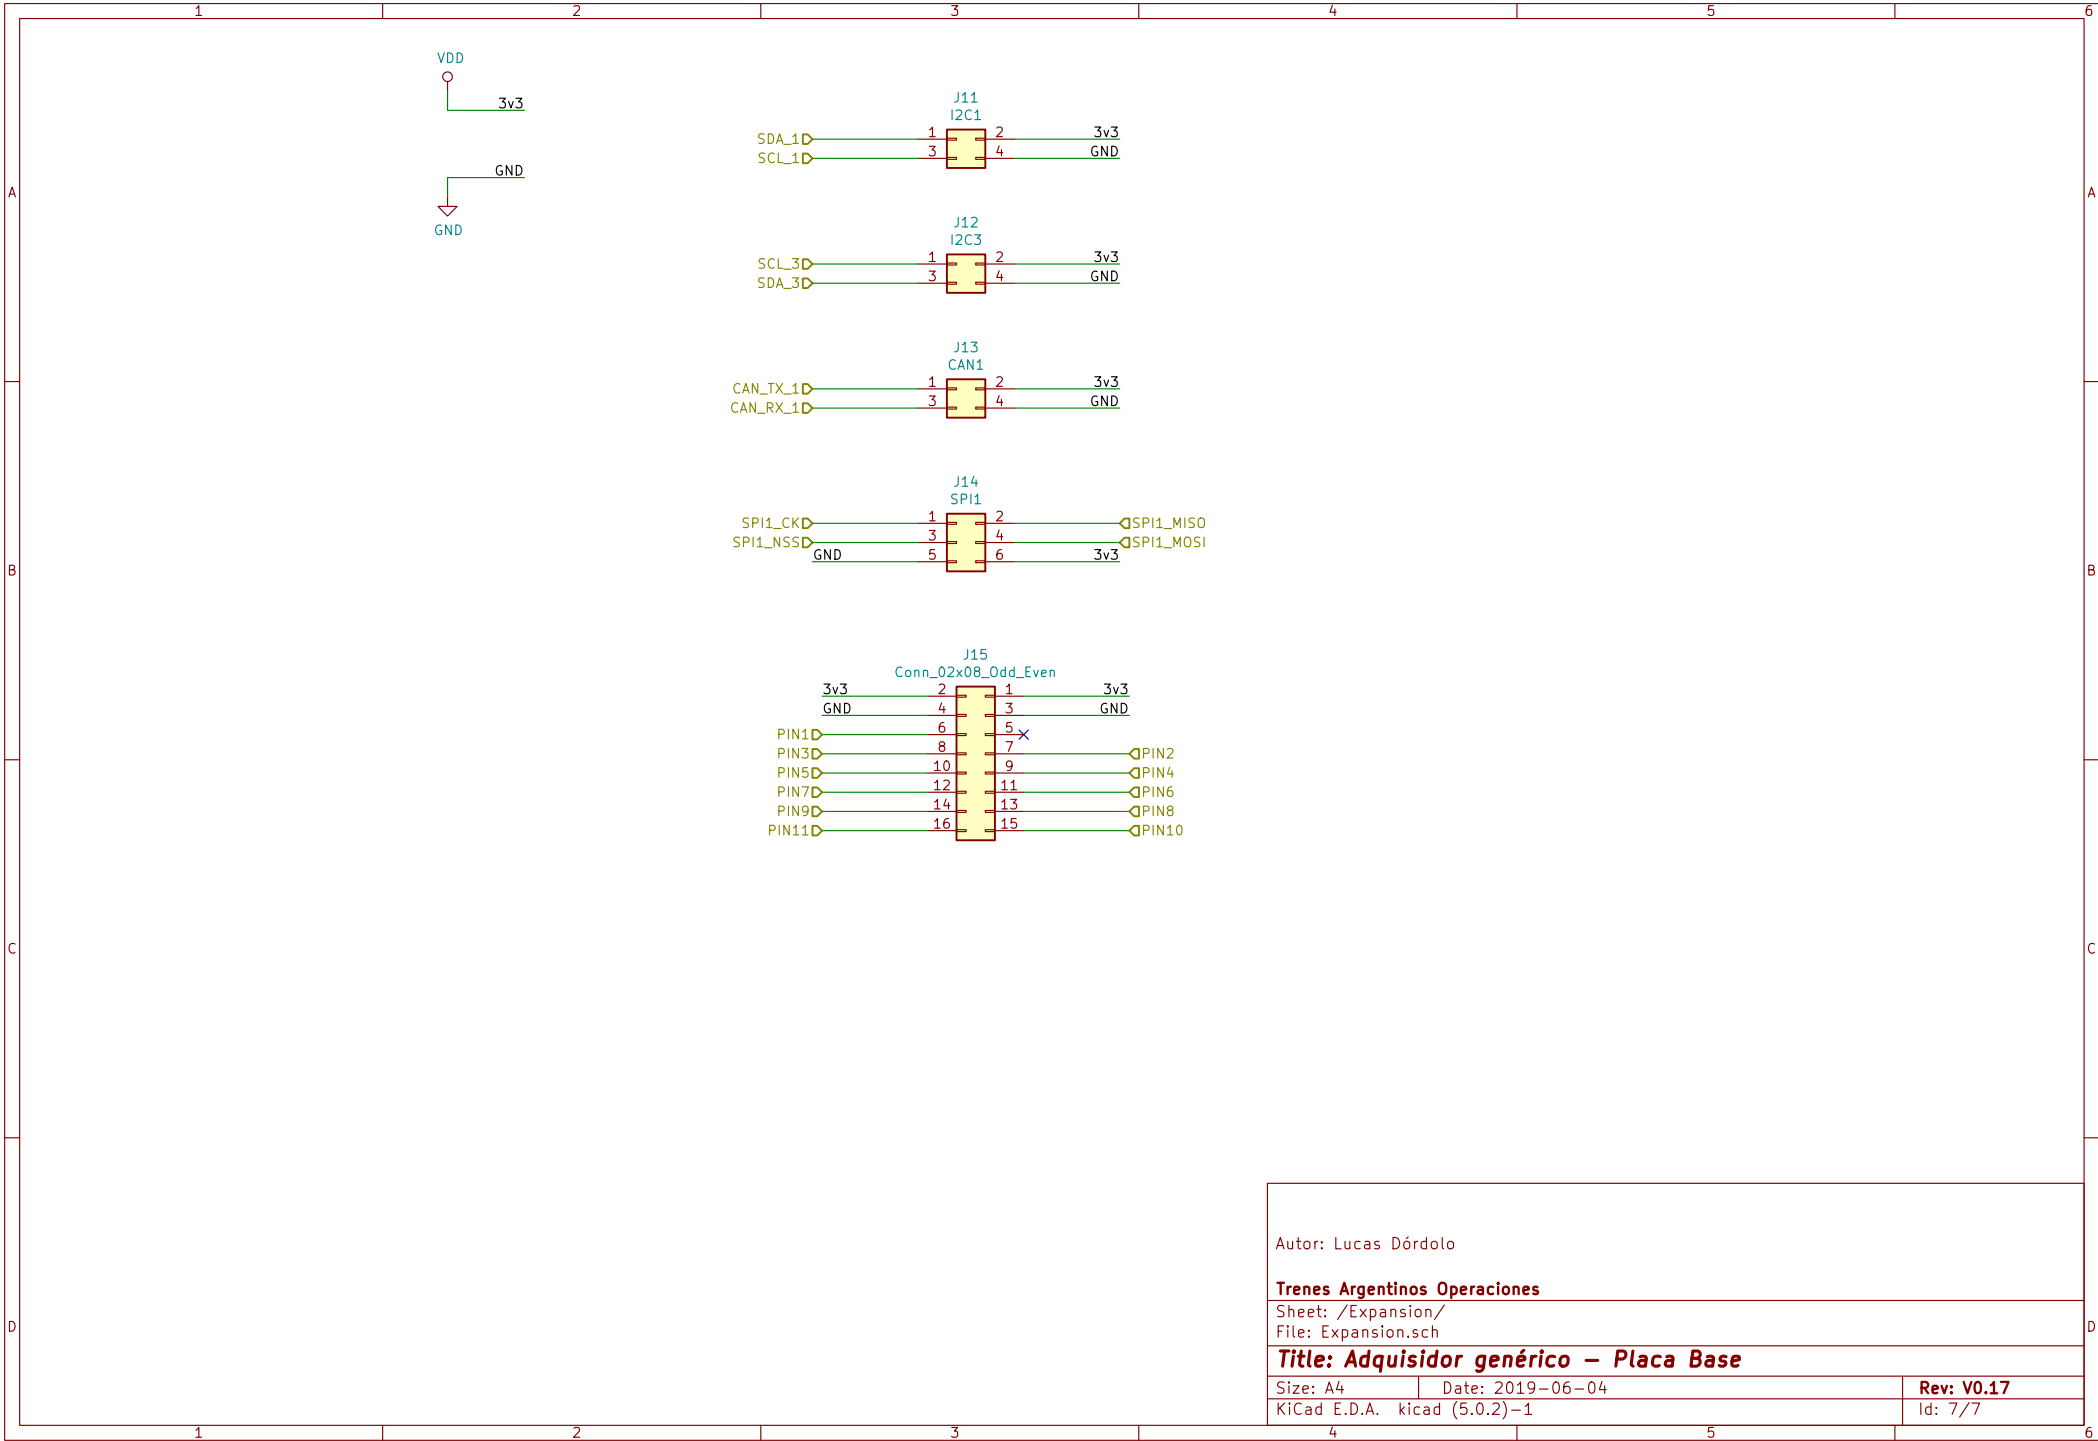 1 2 3 4 5 6
VDD
3v3
GND
GND
J11
I2C1
SDA_1 1 2 3v3
SCL_1 3 4 GND
A A
J12
I2C3
SCL_3 1 2 3v3
SDA_3 3 4 GND
J13
CAN1
CAN_TX_1 1 2 3v3
CAN_RX_1 3 4 GND
J14
SPI1
SPI1_CK 1 2 SPI1_MISO
SPI1_NSS 3 4 SPI1_MOSI
GND 5 6 3v3
B B
J15
Conn_02x08_Odd_Even
3v3 2 1 3v3
GND 4 3 GND
PIN1 6 5
PIN3 8 7 PIN2
PIN5 10 9 PIN4
PIN7 12 11 PIN6
PIN9 14 13 PIN8
PIN11 16 15 PIN10
C C
Autor: Lucas Dórdolo
Trenes Argentinos Operaciones
Sheet: /Expansion/
File: Expansion.sch
D D
Title: Adquisidor genérico - Placa Base
Size: A4 Date: 2019-06-04 Rev: V0.17
KiCad E.D.A. kicad (5.0.2)-1 Id: 7/7
1 2 3 4 5 6